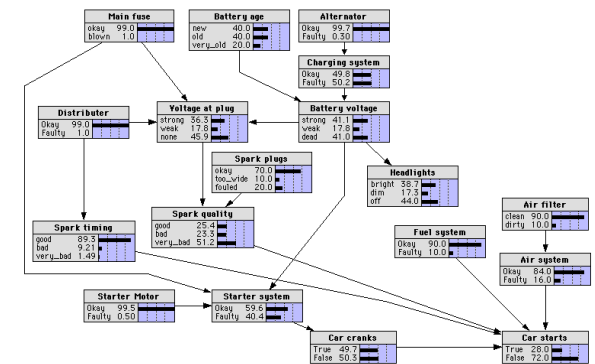 Main fuse
okay 99.0
blown 1.0
Battery age
new 40.0
old 40.0
very_old 20.0
Alternator
Okay 99.7
Faulty 0.30
Charging system
Okay 49.8
Faulty 50.2
Distributer
Okay 99.0
Faulty 1.0
Voltage at plug
strong 36.3
weak 17.8
none 45.9
Battery voltage
strong 41.1
weak 17.8
dead 41.0
Spark plugs
okay 70.0
too_wide 10.0
fouled 20.0
Headlights
bright 38.7
dim 17.3
off 44.0
Air filter
clean 90.0
dirty 10.0
Spark timing
good 89.3
bad 9.21
very_bad 1.49
Spark quality
good 25.4
bad 23.3
very_bad 51.2
Fuel system
Okay 90.0
Faulty 10.0
Air system
Okay 84.0
Faulty 16.0
Starter Motor
Okay 99.5
Faulty 0.50
Starter system
Okay 59.6
Faulty 40.4
Car cranks
True 49.7
False 50.3
Car starts
True 28.0
False 72.0